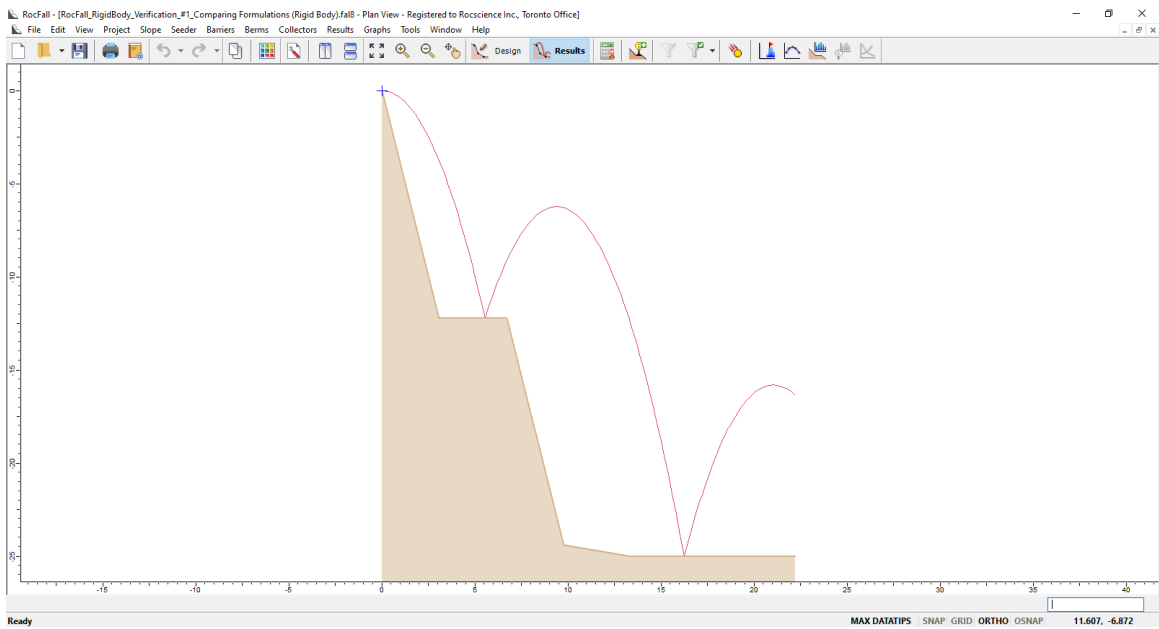 RocFall - [RocFall_RigidBody_Verification_#1_Comparing Formulations (Rigid Body).fal8 - Plan View - Registered to Rocscience Inc., Toronto Office]
File Edit View Project Slope Seeder Barriers Berms Collectors Results Graphs Tools Window Help
Design Results
0
-5
-10
-15
-20
-25
-15 -10 -5 0 5 10 15 20 25 30 35 40
Ready MAX DATATIPS SNAP GRID ORTHO OSNAP 11.607, -6.872